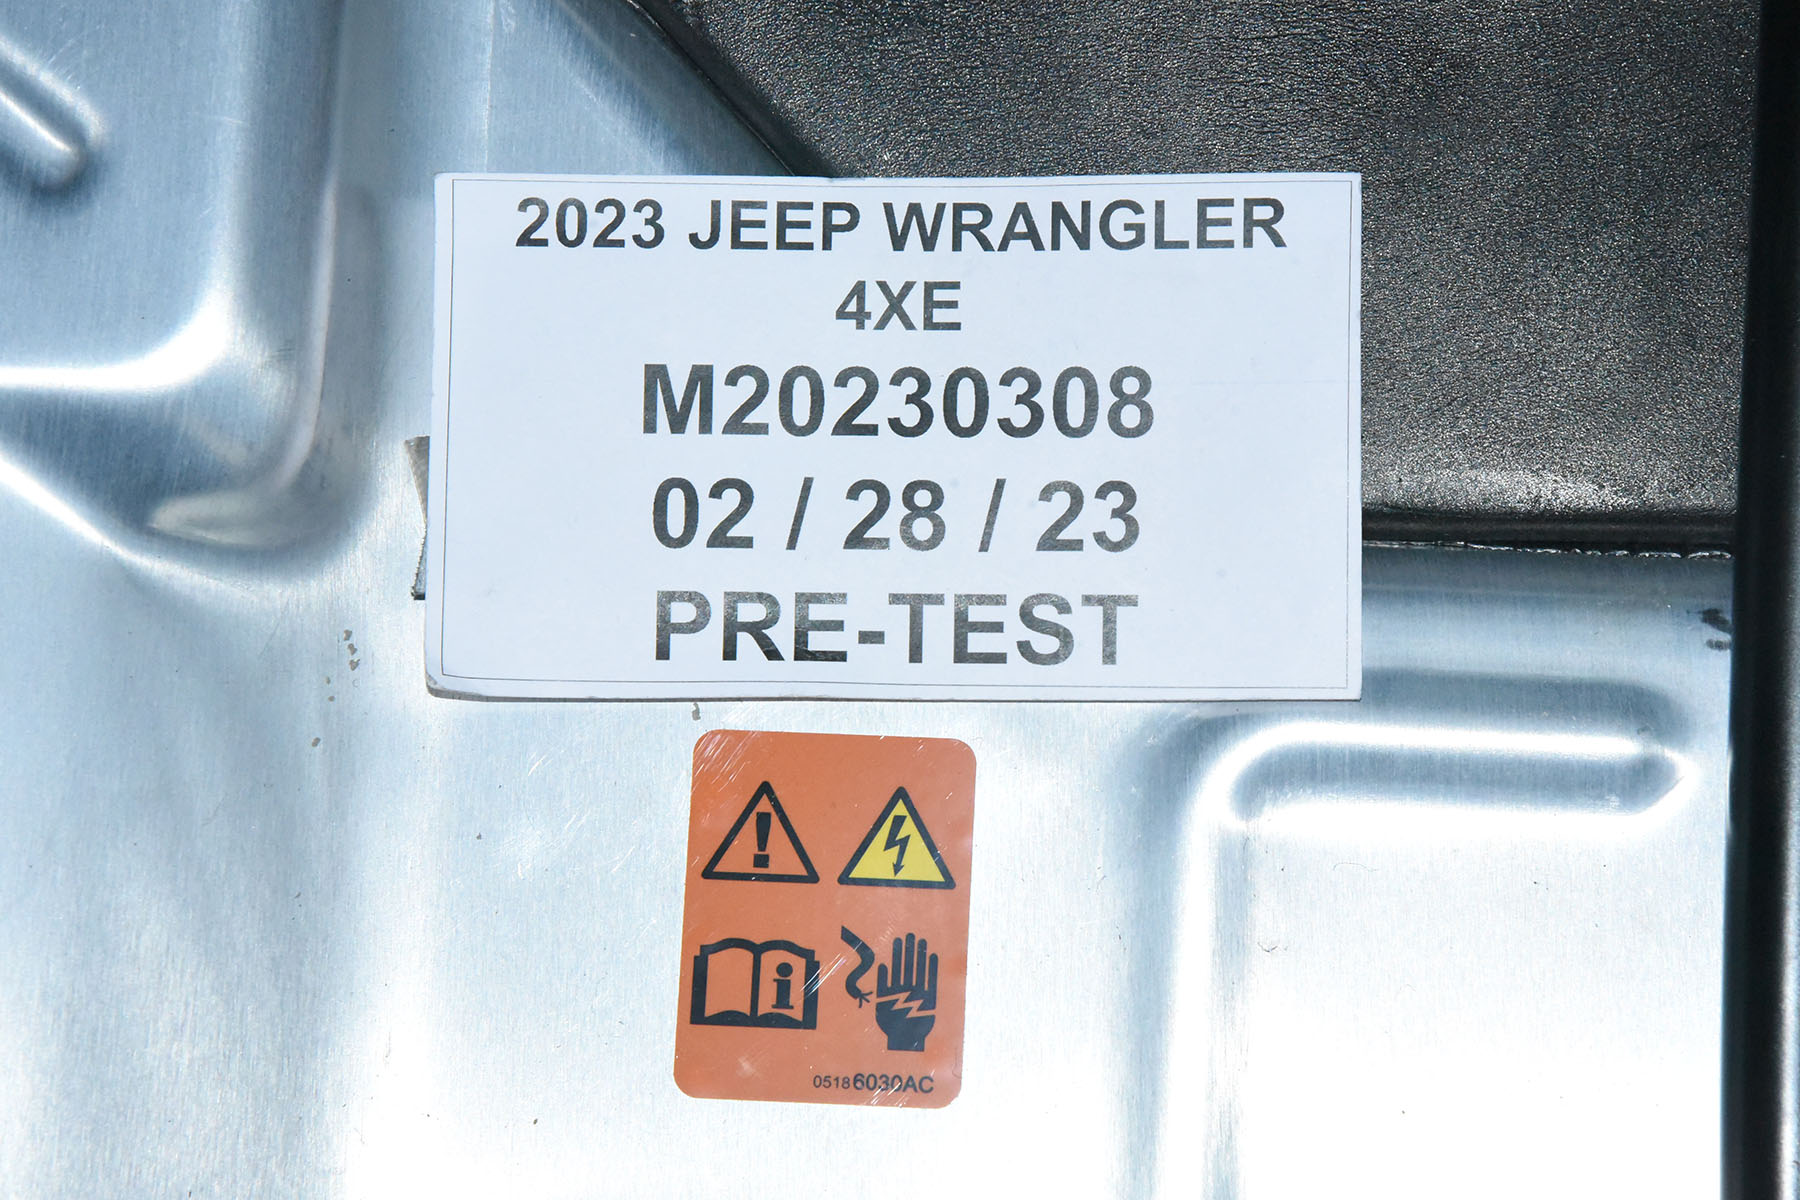 2023 JEEP WRANGLER
4XE
M20230308
02 / 28 / 23
PRE-TEST
05186030AC